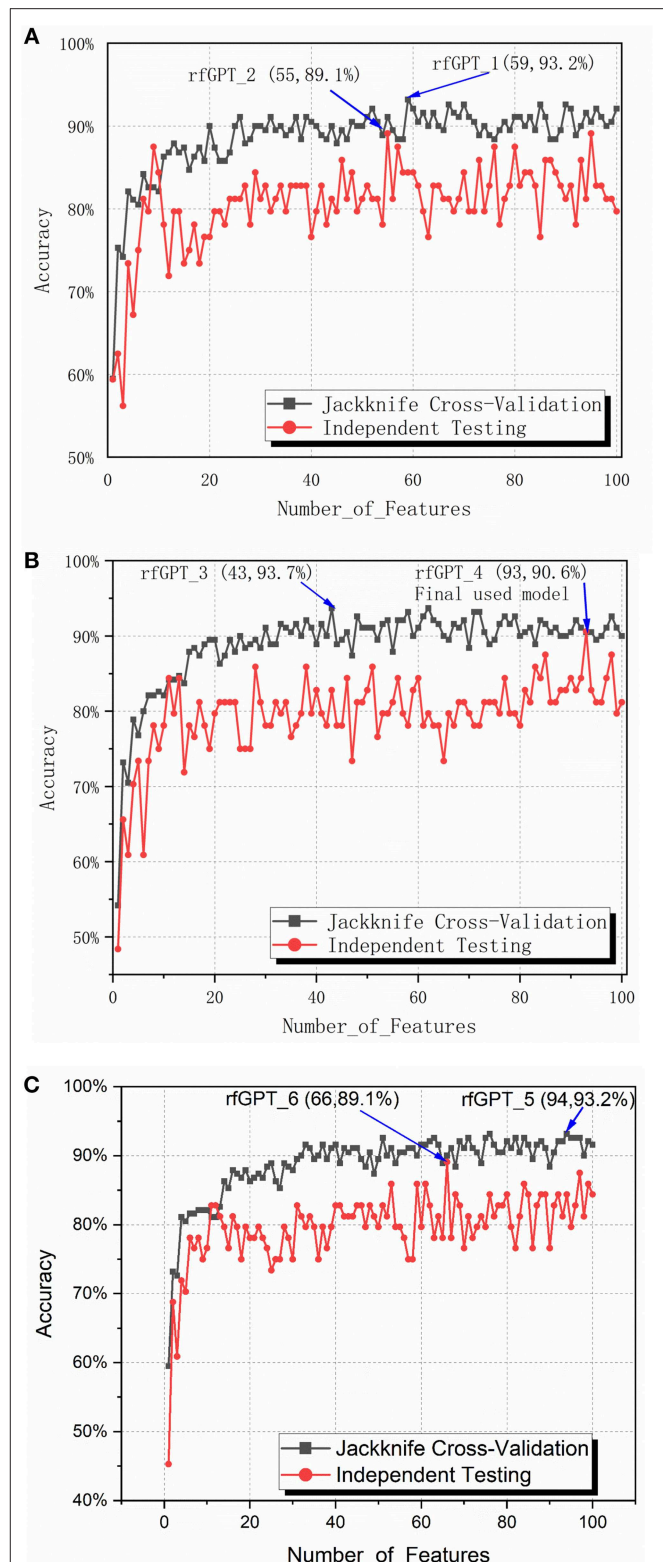 A
100%
90%
80%
70%
60%
50%
Accuracy
rfGPT_2 (55,89.1%)
rfGPT_1(59,93.2%)
Jackknife Cross-Validation
Independent Testing
0 20 40 60 80 100
Number_of_Features
B
100%
90%
80%
70%
60%
50%
Accuracy
rfGPT_3 (43,93.7%)
rfGPT_4 (93,90.6%)
Final used model
Jackknife Cross-Validation
Independent Testing
0 20 40 60 80 100
Number_of_Features
C
100%
90%
80%
70%
60%
50%
40%
Accuracy
rfGPT_6 (66,89.1%)
rfGPT_5 (94,93.2%)
Jackknife Cross-Validation
Independent Testing
0 20 40 60 80 100
Number_of_Features